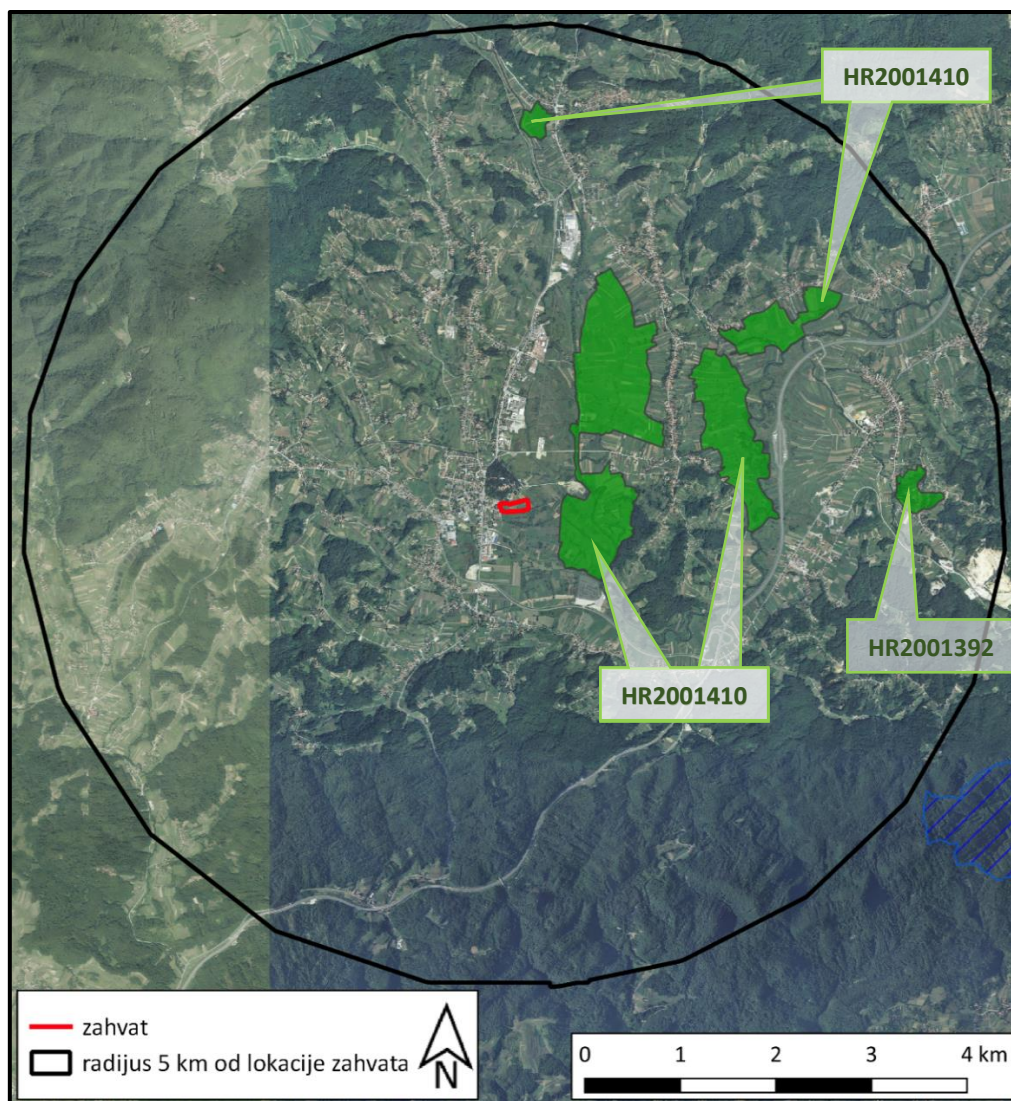 HR2001410
HR2001392
HR2001410
zahvat
radijus 5 km od lokacije zahvata
N
0 1 2 3 4 km